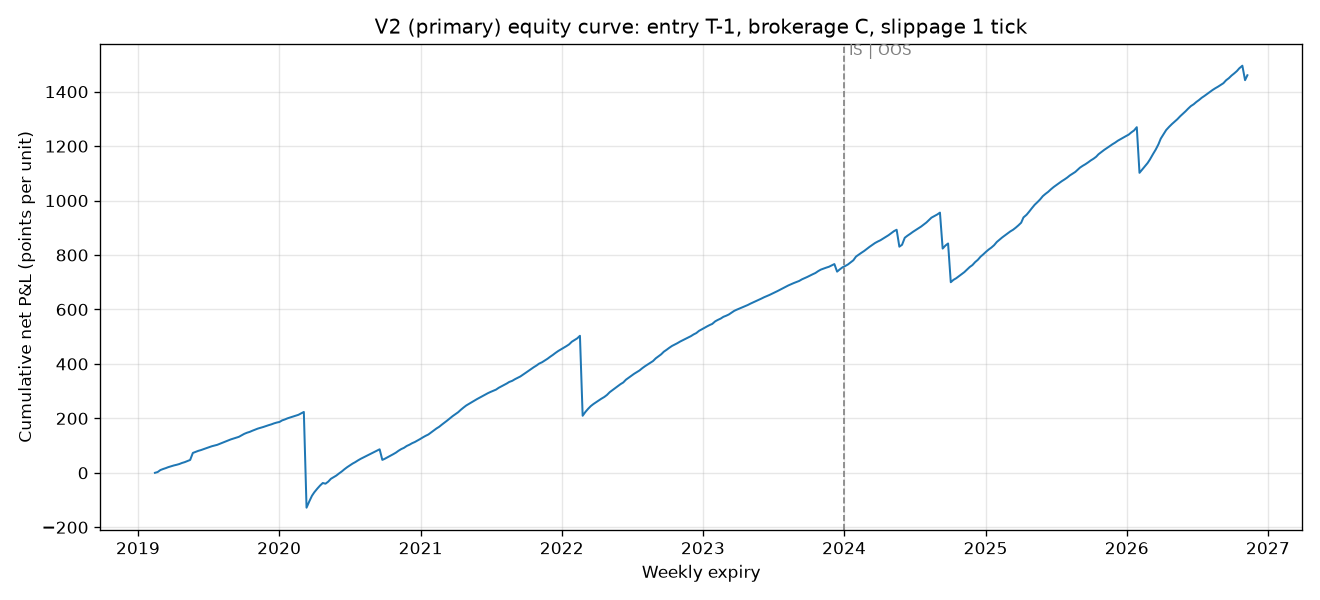 V2 (primary) equity curve: entry T-1, brokerage C, slippage 1 tick
IS | OOS
Cumulative net P&L (points per unit)
1400
1200
1000
800
600
400
200
0
−200
2019 2020 2021 2022 2023 2024 2025 2026 2027
Weekly expiry